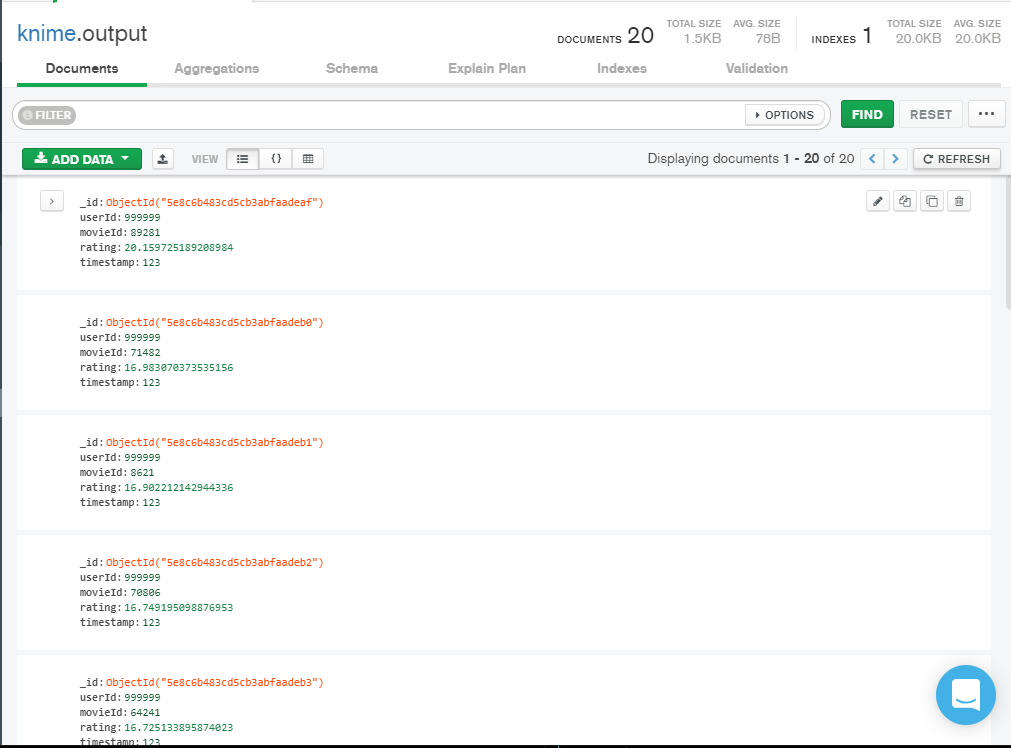 knime.output
DOCUMENTS 20 TOTAL SIZE 1.5KB AVG. SIZE 78B INDEXES 1 TOTAL SIZE 20.0KB AVG. SIZE 20.0KB
Documents Aggregations Schema Explain Plan Indexes Validation
FILTER OPTIONS FIND RESET ...
ADD DATA VIEW {} Displaying documents 1 - 20 of 20 < > REFRESH
_id: ObjectId("5e8c6b483cd5cb3abfaadeaf")
userId: 999999
movieId: 89281
rating: 20.159725189208984
timestamp: 123
_id: ObjectId("5e8c6b483cd5cb3abfaadeb0")
userId: 999999
movieId: 71482
rating: 16.983070373535156
timestamp: 123
_id: ObjectId("5e8c6b483cd5cb3abfaadeb1")
userId: 999999
movieId: 8621
rating: 16.902212142944336
timestamp: 123
_id: ObjectId("5e8c6b483cd5cb3abfaadeb2")
userId: 999999
movieId: 70806
rating: 16.749195098876953
timestamp: 123
_id: ObjectId("5e8c6b483cd5cb3abfaadeb3")
userId: 999999
movieId: 64241
rating: 16.725133895874023
timestamp: 123